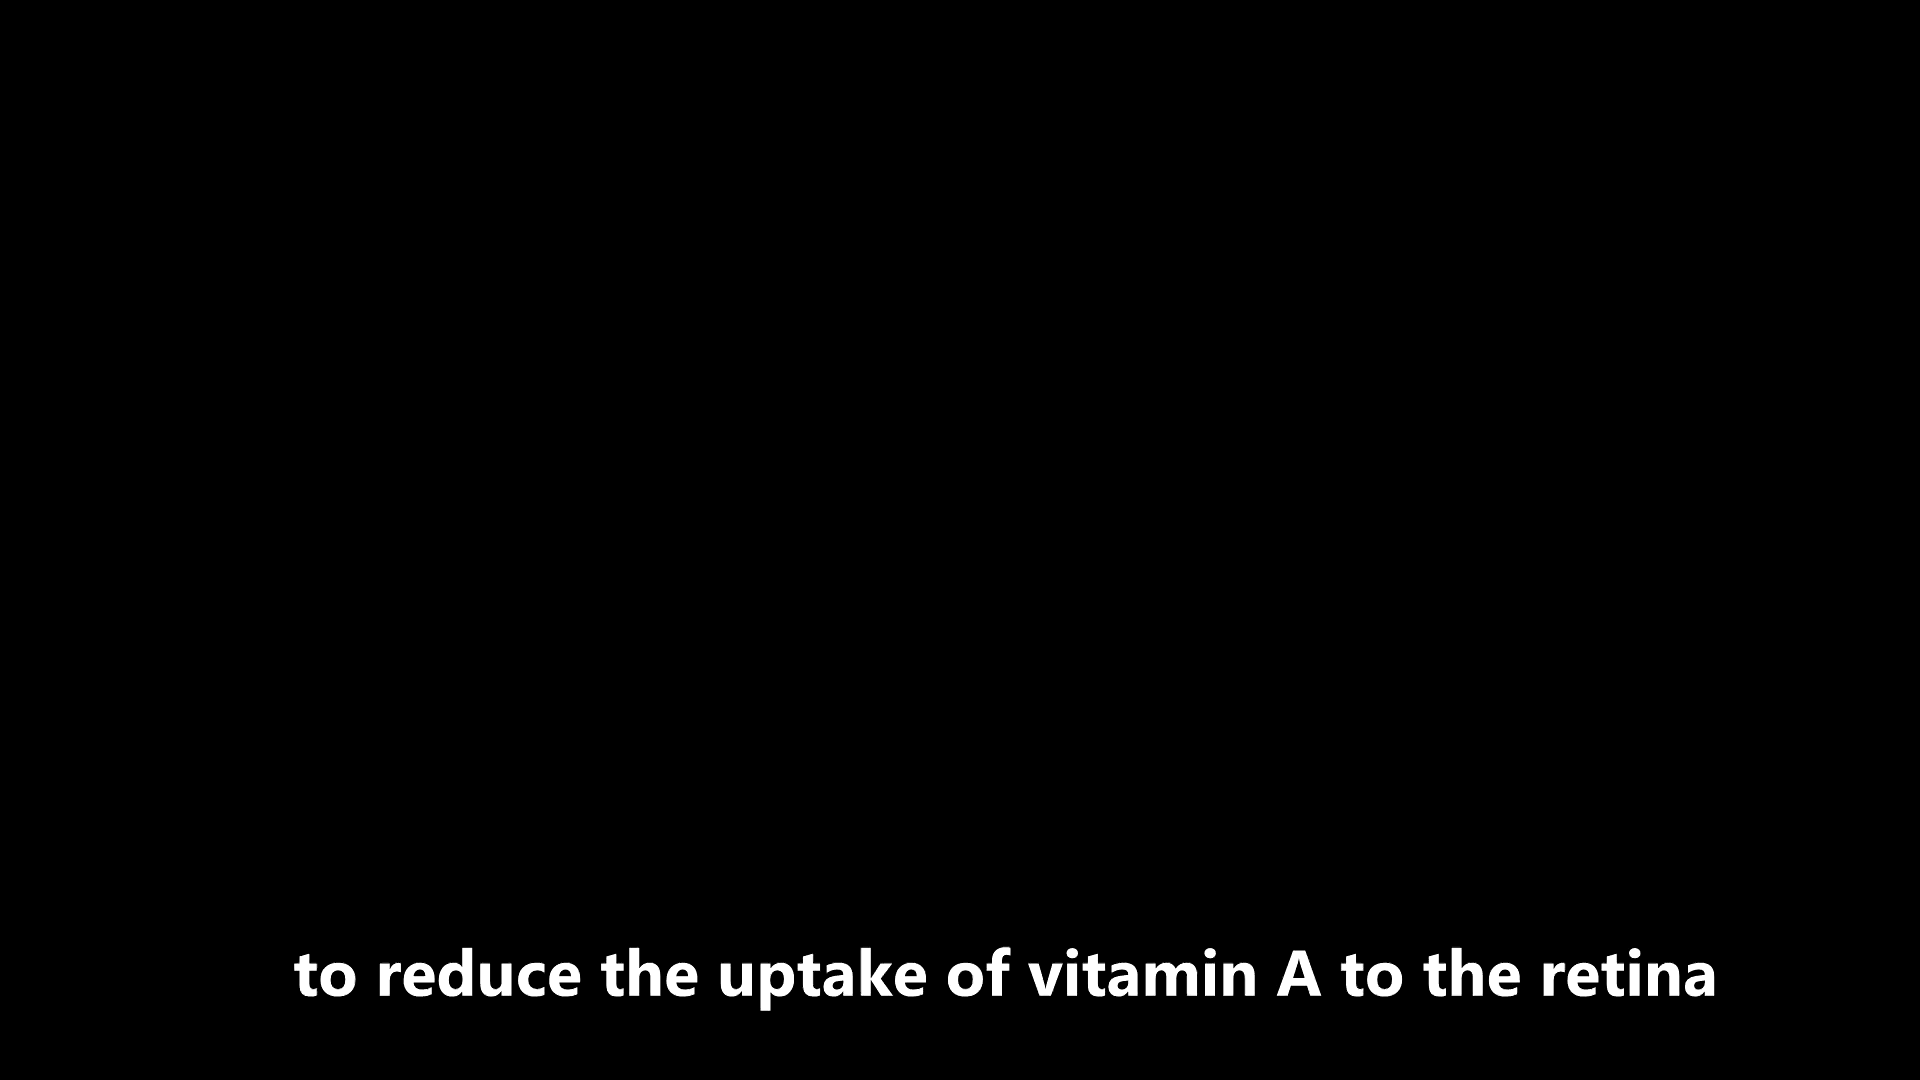 to reduce the uptake of vitamin A to the retina